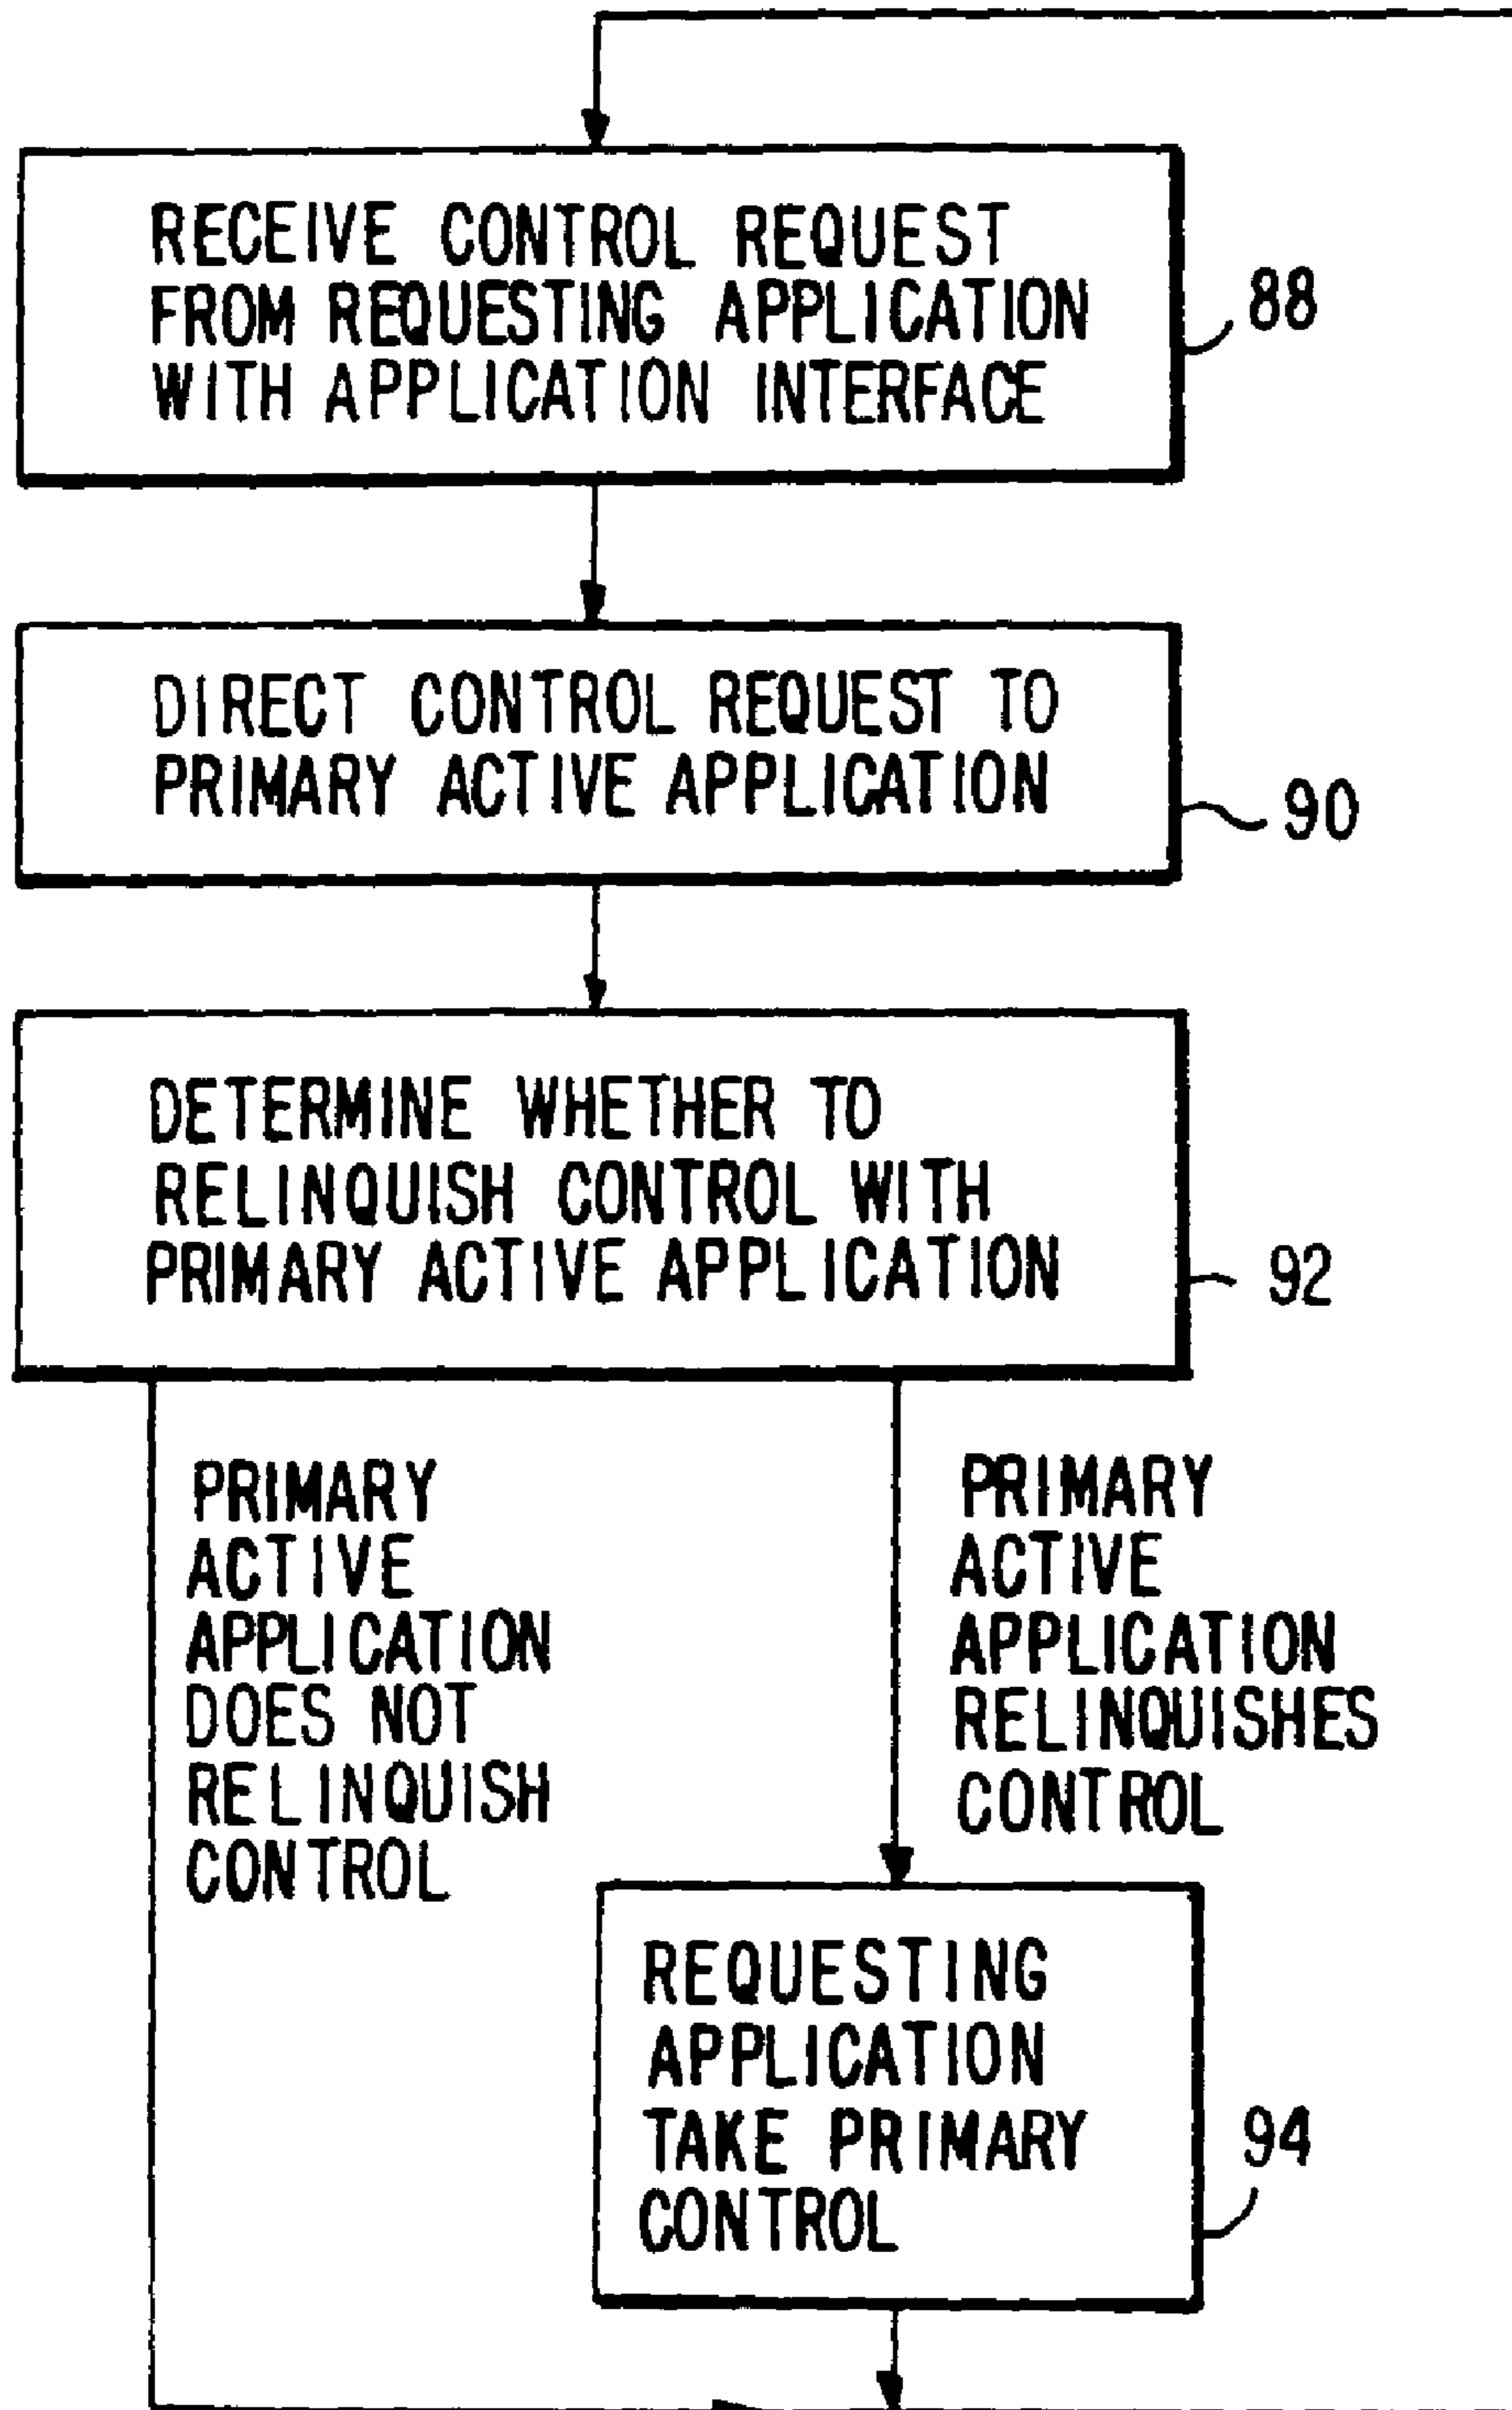 RECEIVE CONTROL REQUEST
FROM REQUESTING APPLICATION
WITH APPLICATION INTERFACE
88
DIRECT CONTROL REQUEST TO
PRIMARY ACTIVE APPLICATION
90
DETERMINE WHETHER TO
RELINQUISH CONTROL WITH
PRIMARY ACTIVE APPLICATION
92
PRIMARY
ACTIVE
APPLICATION
DOES NOT
RELINQUISH
CONTROL
PRIMARY
ACTIVE
APPLICATION
RELINQUISHES
CONTROL
REQUESTING
APPLICATION
TAKE PRIMARY
CONTROL
94